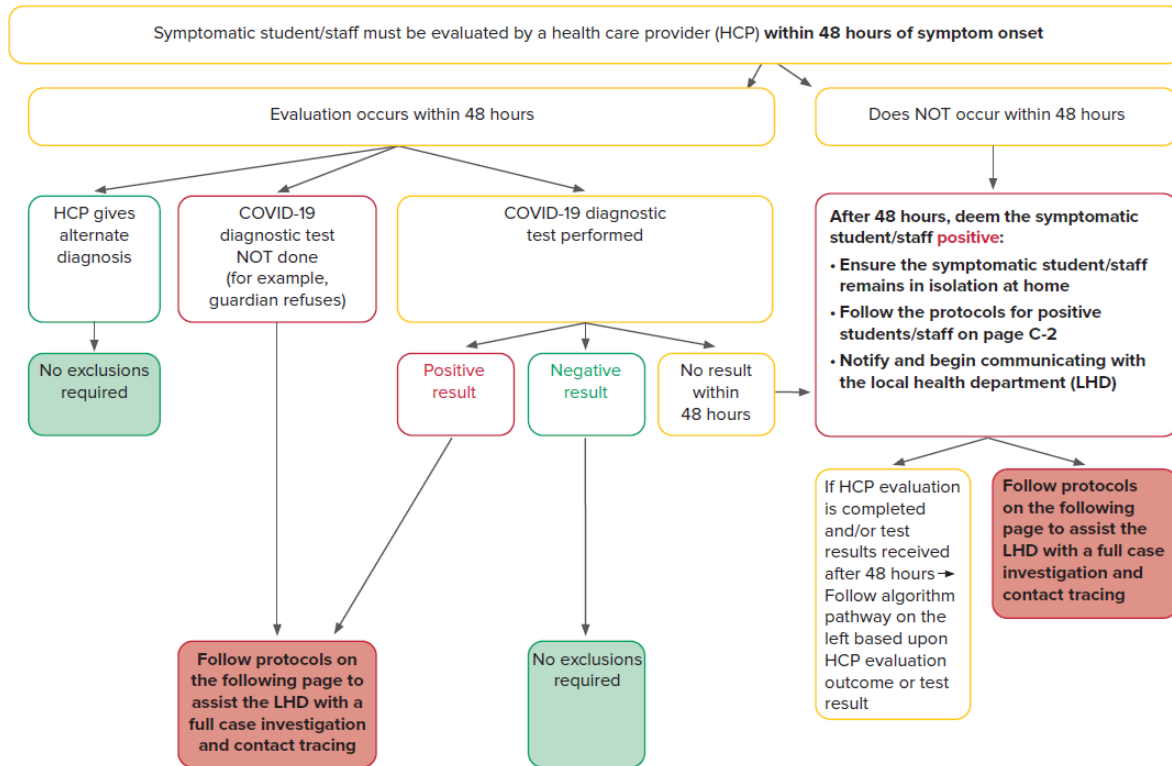 Symptomatic student/staff must be evaluated by a health care provider (HCP) within 48 hours of symptom onset
Evaluation occurs within 48 hours
Does NOT occur within 48 hours
HCP gives
alternate
diagnosis
COVID-19
diagnostic test
NOT done
(for example,
guardian refuses)
COVID-19 diagnostic
test performed
After 48 hours, deem the symptomatic
student/staff positive:
• Ensure the symptomatic student/staff
remains in isolation at home
• Follow the protocols for positive
students/staff on page C-2
• Notify and begin communicating with
the local health department (LHD)
No exclusions
required
Positive
result
Negative
result
No result
within
48 hours
If HCP evaluation
is completed
and/or test
results received
after 48 hours→
Follow algorithm
pathway on the
left based upon
HCP evaluation
outcome or test
result
Follow protocols
on the following
page to assist the
LHD with a full case
investigation and
contact tracing
Follow protocols on
the following page to
assist the LHD with a
full case investigation
and contact tracing
No exclusions
required